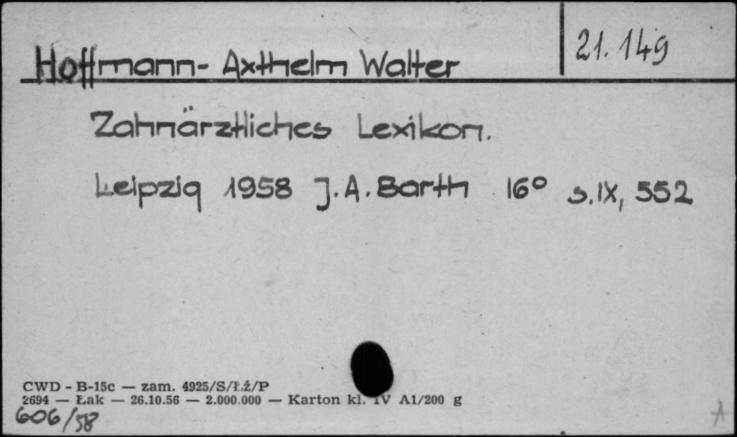 Hoffmann- Axthelm Walter
21.149
Zahnärztliches Lexikon.
Leipzig 1958 J.A. Barth 16° s.IX, 552
CWD - B-15c — zam. 4925/S/Ł.Ż/P
2694 — Łak — 26.10.56 — 2.000.000 — Karton kl. IV A1/200 g
606/58
A